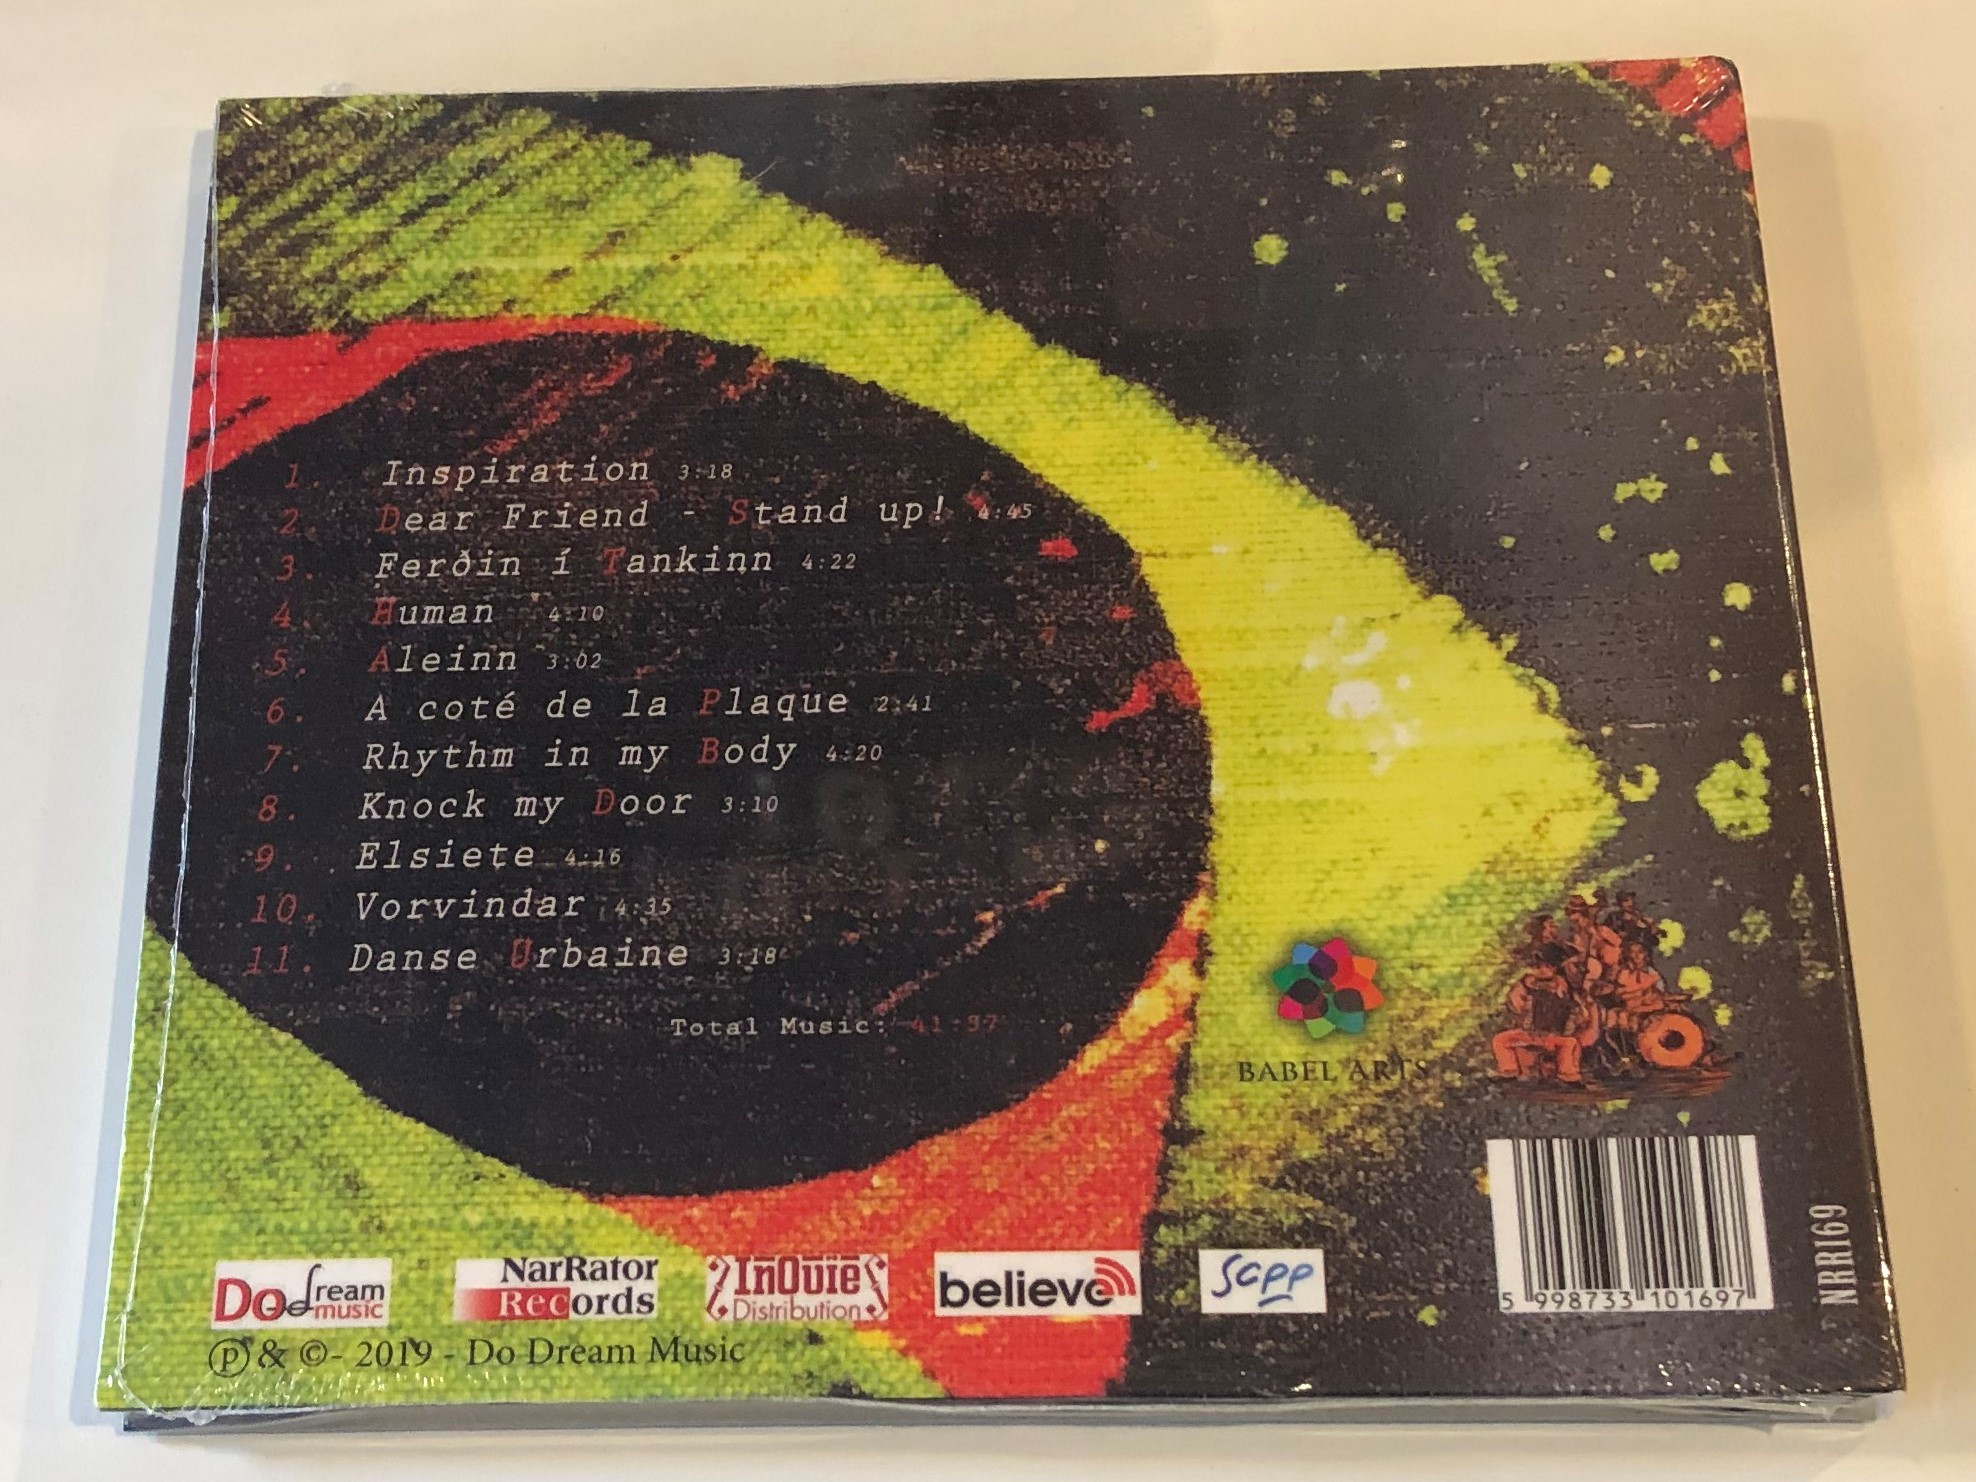 1. Inspiration 3:18
2. Dear Friend - Stand up! 4:45
3. Ferðin í Tankinn 4:22
4. Human 4:10
5. Aleinn 3:02
6. A coté de la Plaque 2:41
7. Rhythm in my Body 4:20
8. Knock my Door 3:10
9. Elsiete 4:16
10. Vorvindar 4:35
11. Danse Urbaine 3:18
Total Music: 41:37
BABEL ARTS
Do dream music
NarRator Records
InOuïe Distribution
believe
Sapp
5 998733 101697
NRR169
℗ & © - 2019 - Do Dream Music